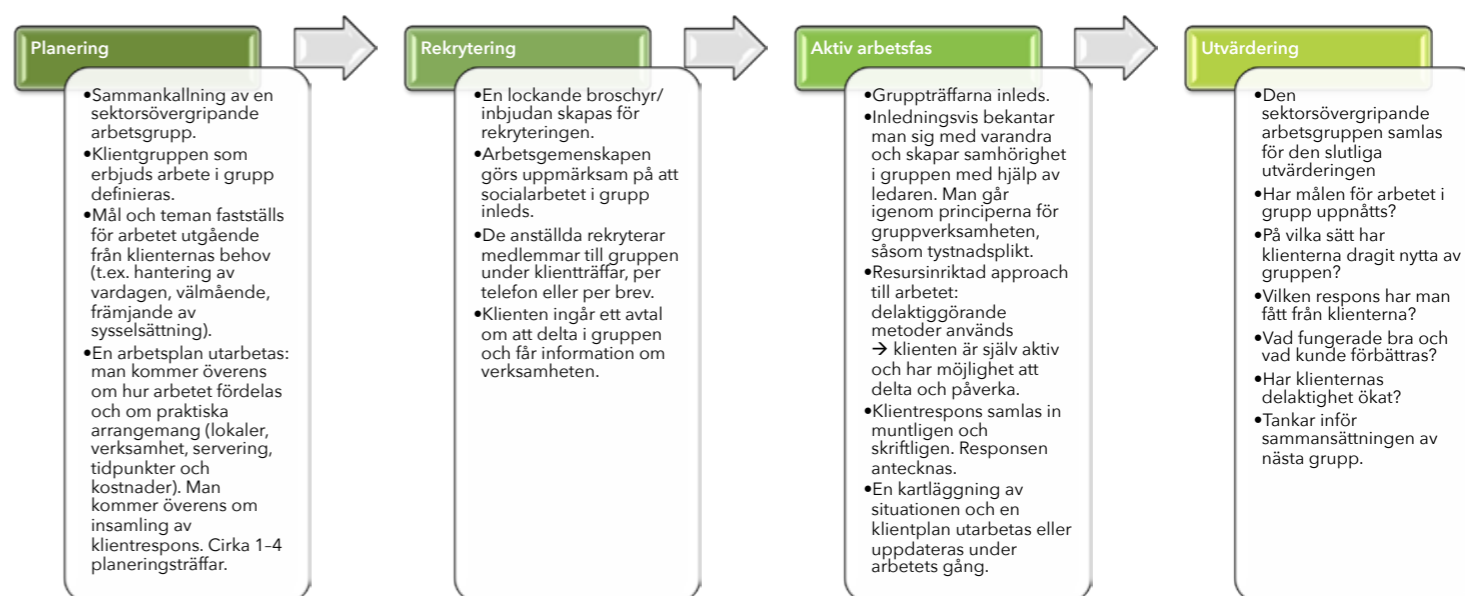 Planering
•Sammankallning av en
sektorsövergripande
arbetsgrupp.
•Klientgruppen som
erbjuds arbete i grupp
definieras.
•Mål och teman fastställs
för arbetet utgående
från klienternas behov
(t.ex. hantering av
vardagen, välmående,
främjande av
sysselsättning).
•En arbetsplan utarbetas:
man kommer överens
om hur arbetet fördelas
och om praktiska
arrangemang (lokaler,
verksamhet, servering,
tidpunkter och
kostnader). Man
kommer överens om
insamling av
klientrespons. Cirka 1–4
planeringsträffar.
Rekrytering
•En lockande broschyr/
inbjudan skapas för
rekryteringen.
•Arbetsgemenskapen
görs uppmärksam på att
socialarbetet i grupp
inleds.
•De anställda rekryterar
medlemmar till gruppen
under klientträffar, per
telefon eller per brev.
•Klienten ingår ett avtal
om att delta i gruppen
och får information om
verksamheten.
Aktiv arbetsfas
•Gruppträffarna inleds.
•Inledningsvis bekantar
man sig med varandra
och skapar samhörighet
i gruppen med hjälp av
ledaren. Man går
igenom principerna för
gruppverksamheten,
såsom tystnadsplikt.
•Resursinriktad approach
till arbetet:
delaktiggörande
metoder används
→ klienten är själv aktiv
och har möjlighet att
delta och påverka.
•Klientrespons samlas in
muntligen och
skriftligen. Responsen
antecknas.
•En kartläggning av
situationen och en
klientplan utarbetas eller
uppdateras under
arbetets gång.
Utvärdering
•Den
sektorsövergripande
arbetsgruppen samlas
för den slutliga
utvärderingen
•Har målen för arbetet i
grupp uppnåtts?
•På vilka sätt har
klienterna dragit nytta av
gruppen?
•Vilken respons har man
fått från klienterna?
•Vad fungerade bra och
vad kunde förbättras?
•Har klienternas
delaktighet ökat?
•Tankar inför
sammansättningen av
nästa grupp.